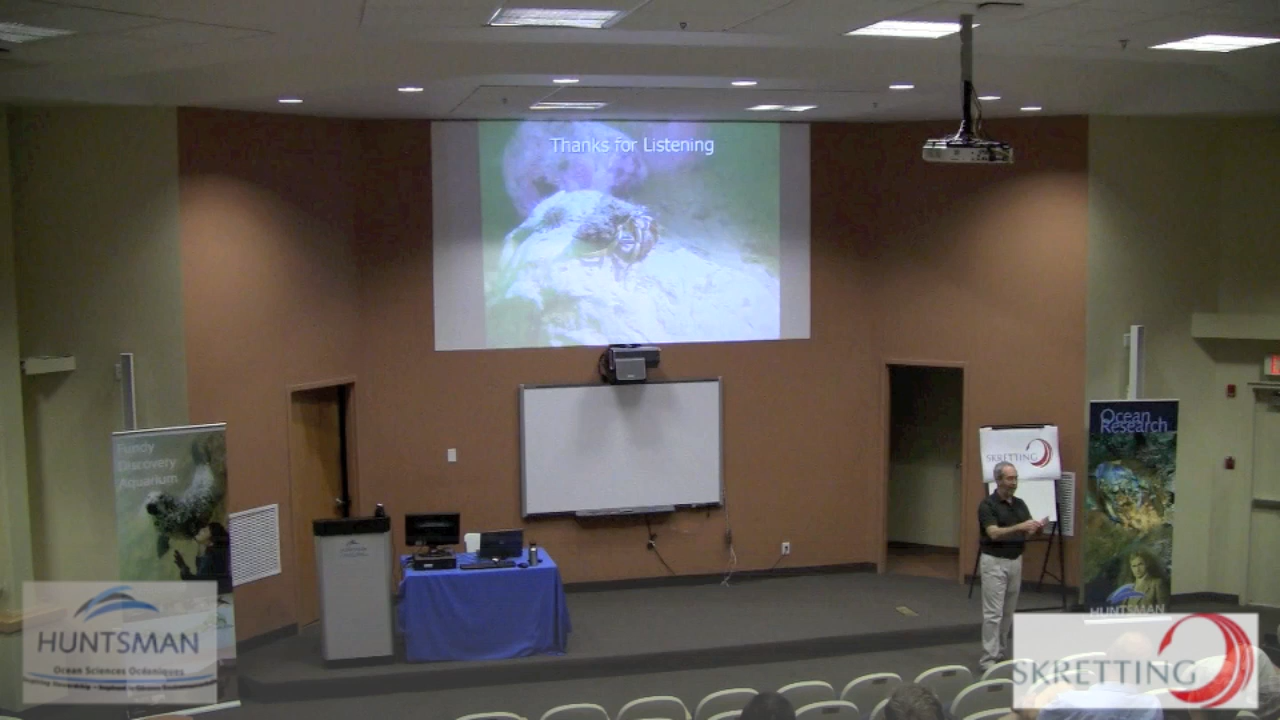 Thanks for Listening
Fundy
Discovery
Aquarium
SKRETTING
Ocean
Research
HUNTSMAN
HUNTSMAN
Ocean Sciences Océaniques
SKRETTING